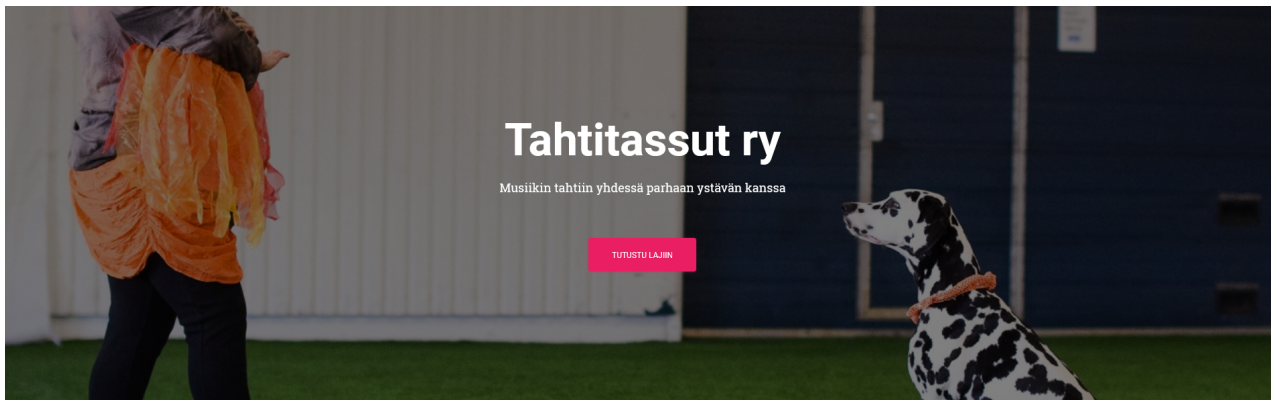 Tahtitassut ry
Musiikin tahtiin yhdessä parhaan ystävän kanssa
TUTUSTU LAJIIN